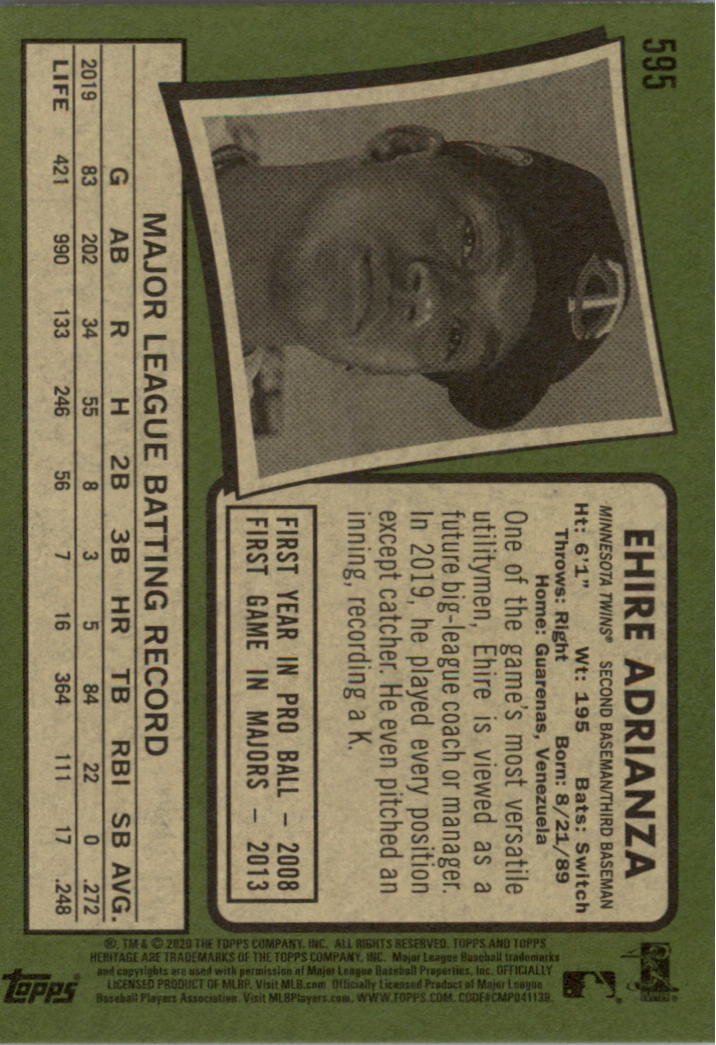 595
EHIRE ADRIANZA
MINNESOTA TWINS® SECOND BASEMAN/THIRD BASEMAN
Ht: 6'1" Wt: 195 Bats: Switch
Throws: Right Born: 8/21/89
Home: Guarenas, Venezuela
One of the game's most versatile
utilitymen, Ehire is viewed as a
future big-league coach or manager.
In 2019, he played every position
except catcher. He even pitched an
inning, recording a K.
FIRST YEAR IN PRO BALL – 2008
FIRST GAME IN MAJORS – 2013
MAJOR LEAGUE BATTING RECORD
G AB R H 2B 3B HR TB RBI SB AVG.
2019 83 202 34 55 8 3 5 84 22 0 .272
LIFE 421 990 133 246 56 7 16 364 111 17 .248
®, TM & © 2020 THE TOPPS COMPANY, INC. ALL RIGHTS RESERVED. TOPPS AND TOPPS
HERITAGE ARE TRADEMARKS OF THE TOPPS COMPANY, INC. Major League Baseball trademarks
and copyrights are used with permission of Major League Baseball Properties, Inc. OFFICIALLY
LICENSED PRODUCT OF MLBP. Visit MLB.com Officially Licensed Product of Major League
Baseball Players Association. Visit MLBPlayers.com. WWW.TOPPS.COM. CODE#CMP041138.
topps®